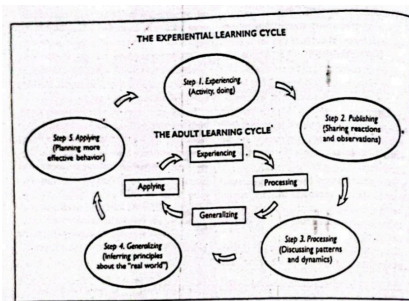 THE EXPERIENTIAL LEARNING CYCLE
Step 1. Experiencing
(Activity, doing)
Step 2. Publishing
(Sharing reactions
and observations)
Step 3. Processing
(Discussing patterns
and dynamics)
Step 4. Generalizing
(Inferring principles
about the "real world")
Step 5. Applying
(Planning more
effective behavior)
THE ADULT LEARNING CYCLE
Experiencing
Processing
Generalizing
Applying